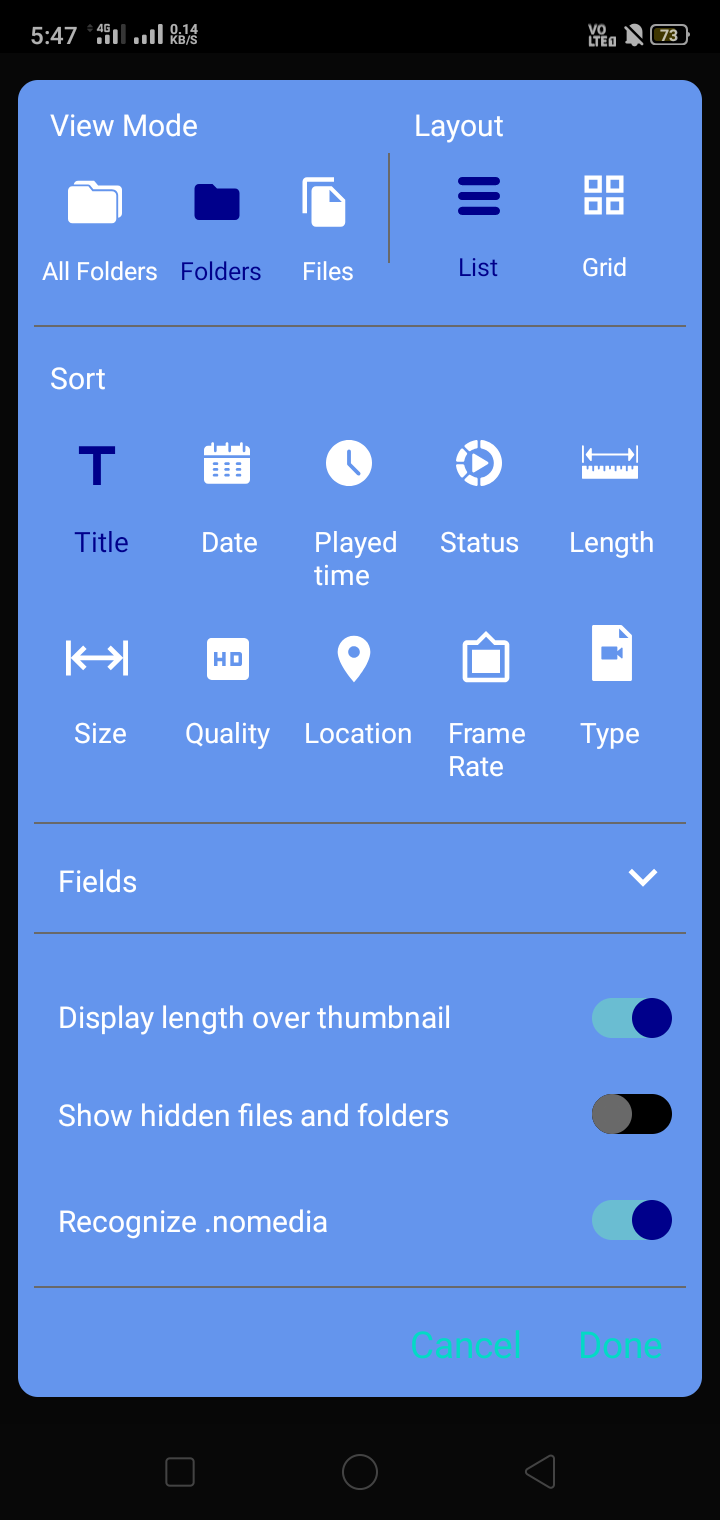 5:47 4G 0.14 KB/S VO LTE 73
View Mode Layout
All Folders Folders Files List Grid
Sort
T
Title Date Played time Status Length
HD
Size Quality Location Frame Rate Type
Fields
Display length over thumbnail
Show hidden files and folders
Recognize .nomedia
Cancel Done